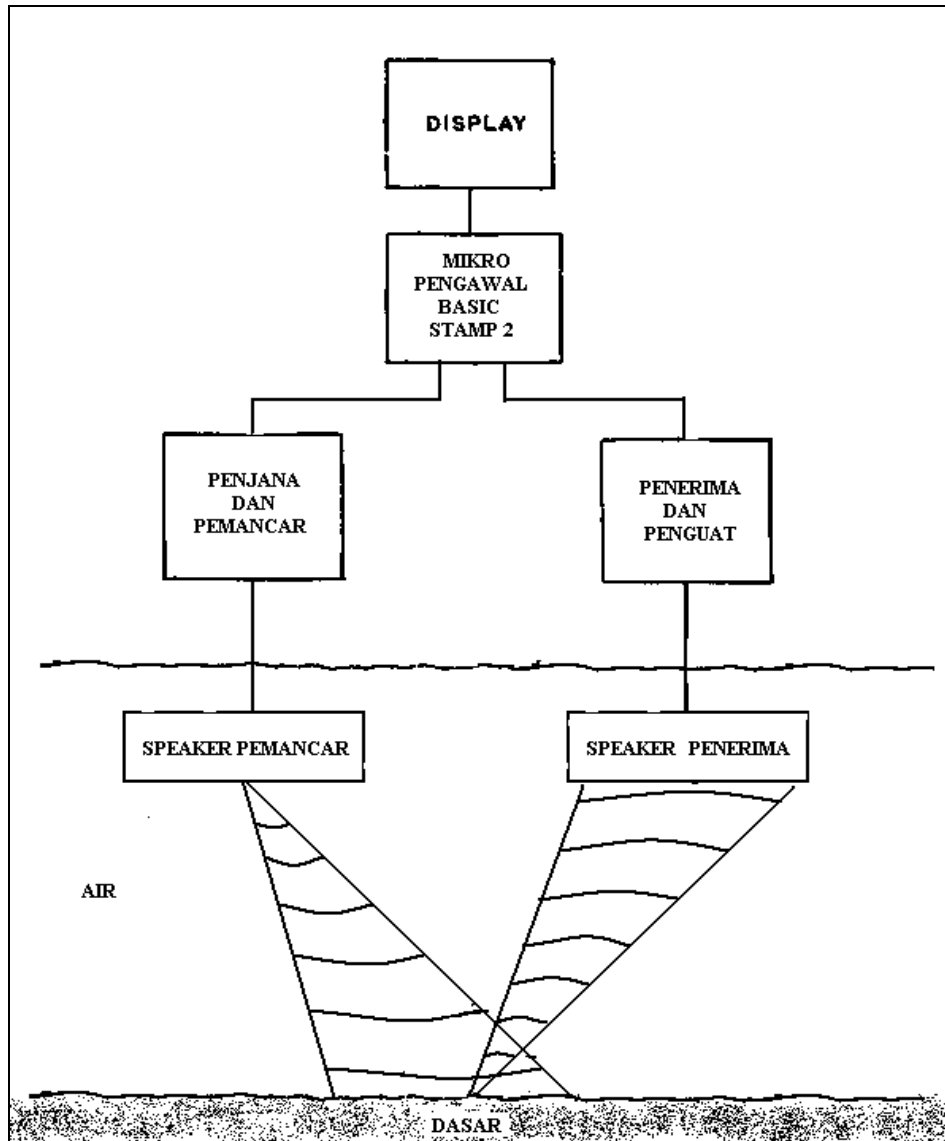 DISPLAY
MIKRO
PENGAWAL
BASIC
STAMP 2
PENJANA
DAN
PEMANCAR
PENERIMA
DAN
PENGUAT
SPEAKER PEMANCAR
SPEAKER PENERIMA
AIR
DASAR